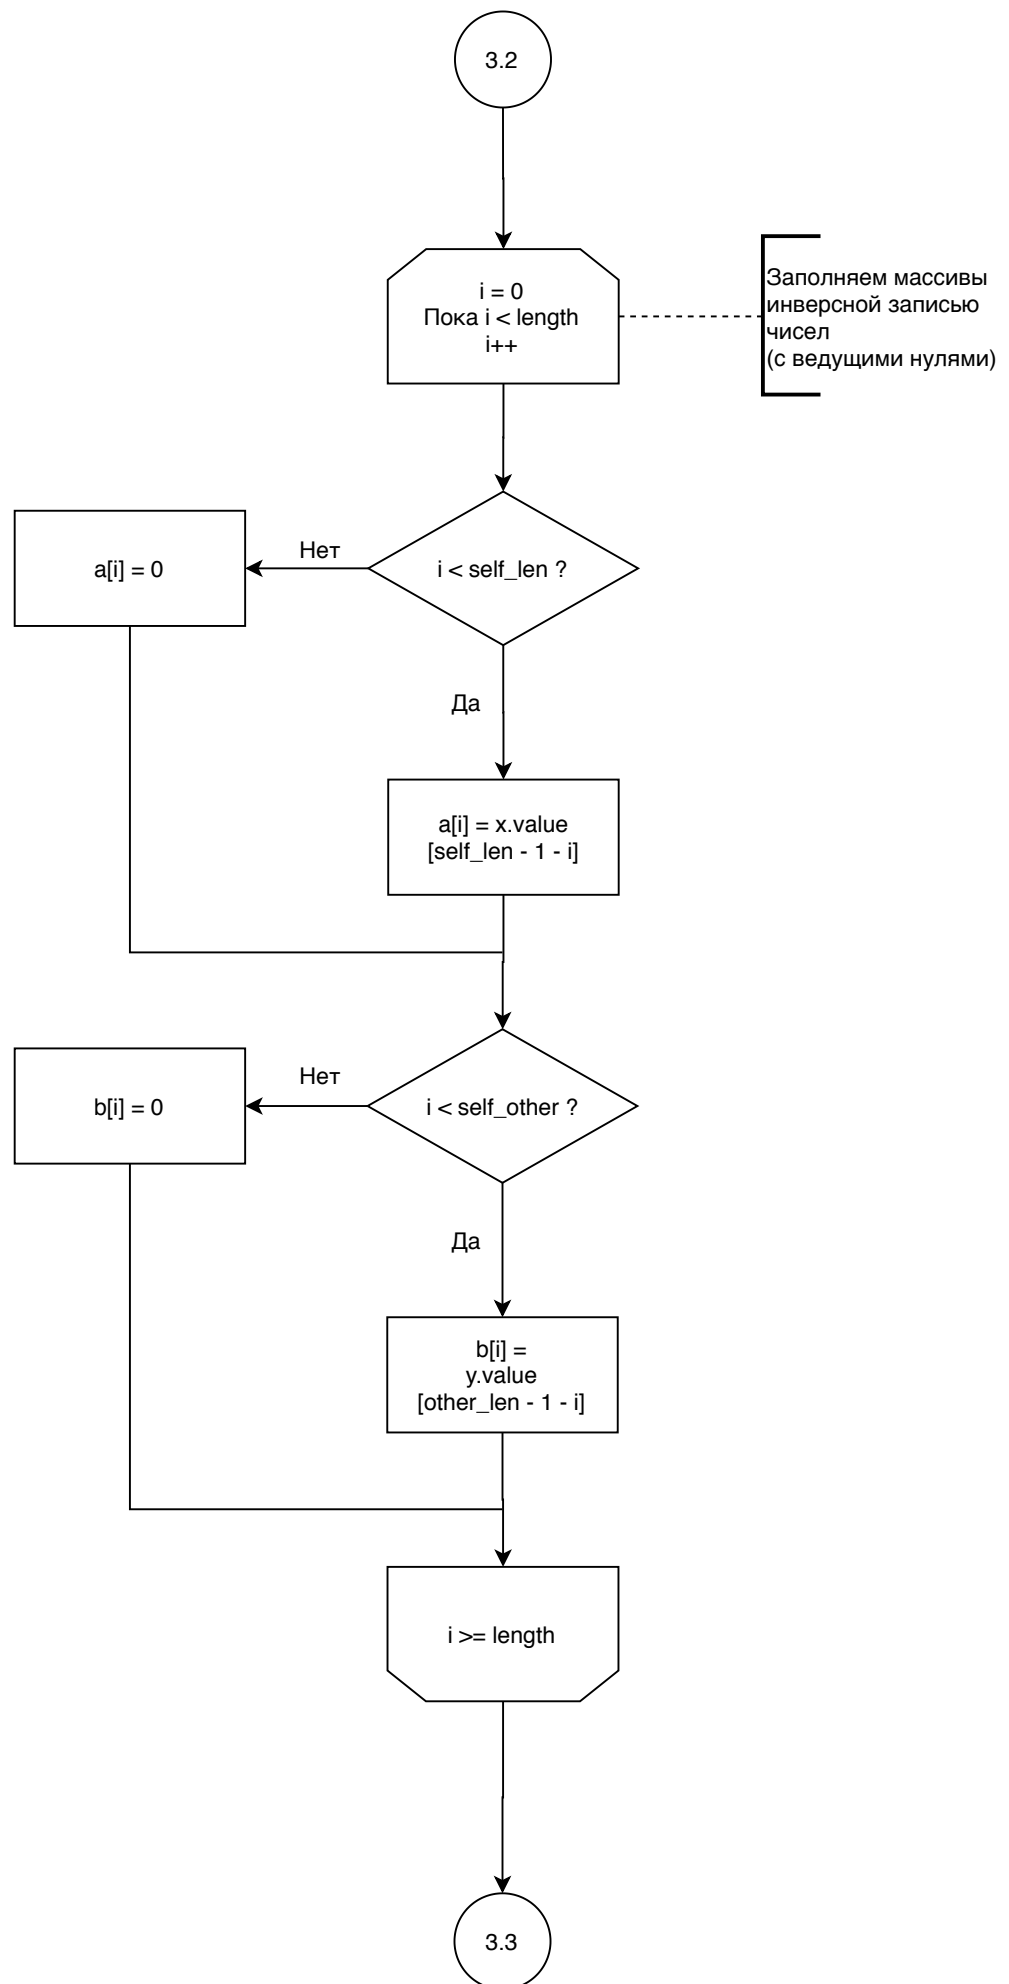 3.2
i = 0
Пока i < length
i++
Заполняем массивы
инверсной записью
чисел
(с ведущими нулями)
i < self_len ?
Нет
a[i] = 0
Да
a[i] = x.value
[self_len - 1 - i]
i < self_other ?
Нет
b[i] = 0
Да
b[i] =
y.value
[other_len - 1 - i]
i >= length
3.3